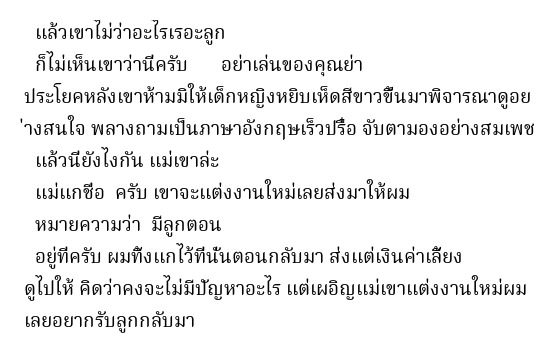 แล้วเขาไม่ว่าอะไรเรอะลูก
ก็ไม่เห็นเขาว่านีครับ อย่าเล่นของคุณย่า
ประโยคหลังเขาห้ามมิให้เด็กหญิงหยิบเห็ดสีขาวขึ้นมาพิจารณาดูอย
่างสนใจ พลางถามเป็นภาษาอังกฤษเร็วปรื๋อ จับตามองอย่างสมเพช
แล้วนียังไงกัน แม่เขาล่ะ
แม่แกชือ ครับ เขาจะแต่งงานใหม่เลยส่งมาให้ผม
หมายความว่า มีลูกตอน
อยู่ทีครับ ผมทิ้งแกไว้ทีนั้นตอนกลับมา ส่งแต่เงินค่าเลี้ยง
ดูไปให้ คิดว่าคงจะไม่มีปัญหาอะไร แต่เผอิญแม่เขาแต่งงานใหม่ผม
เลยอยากรับลูกกลับมา